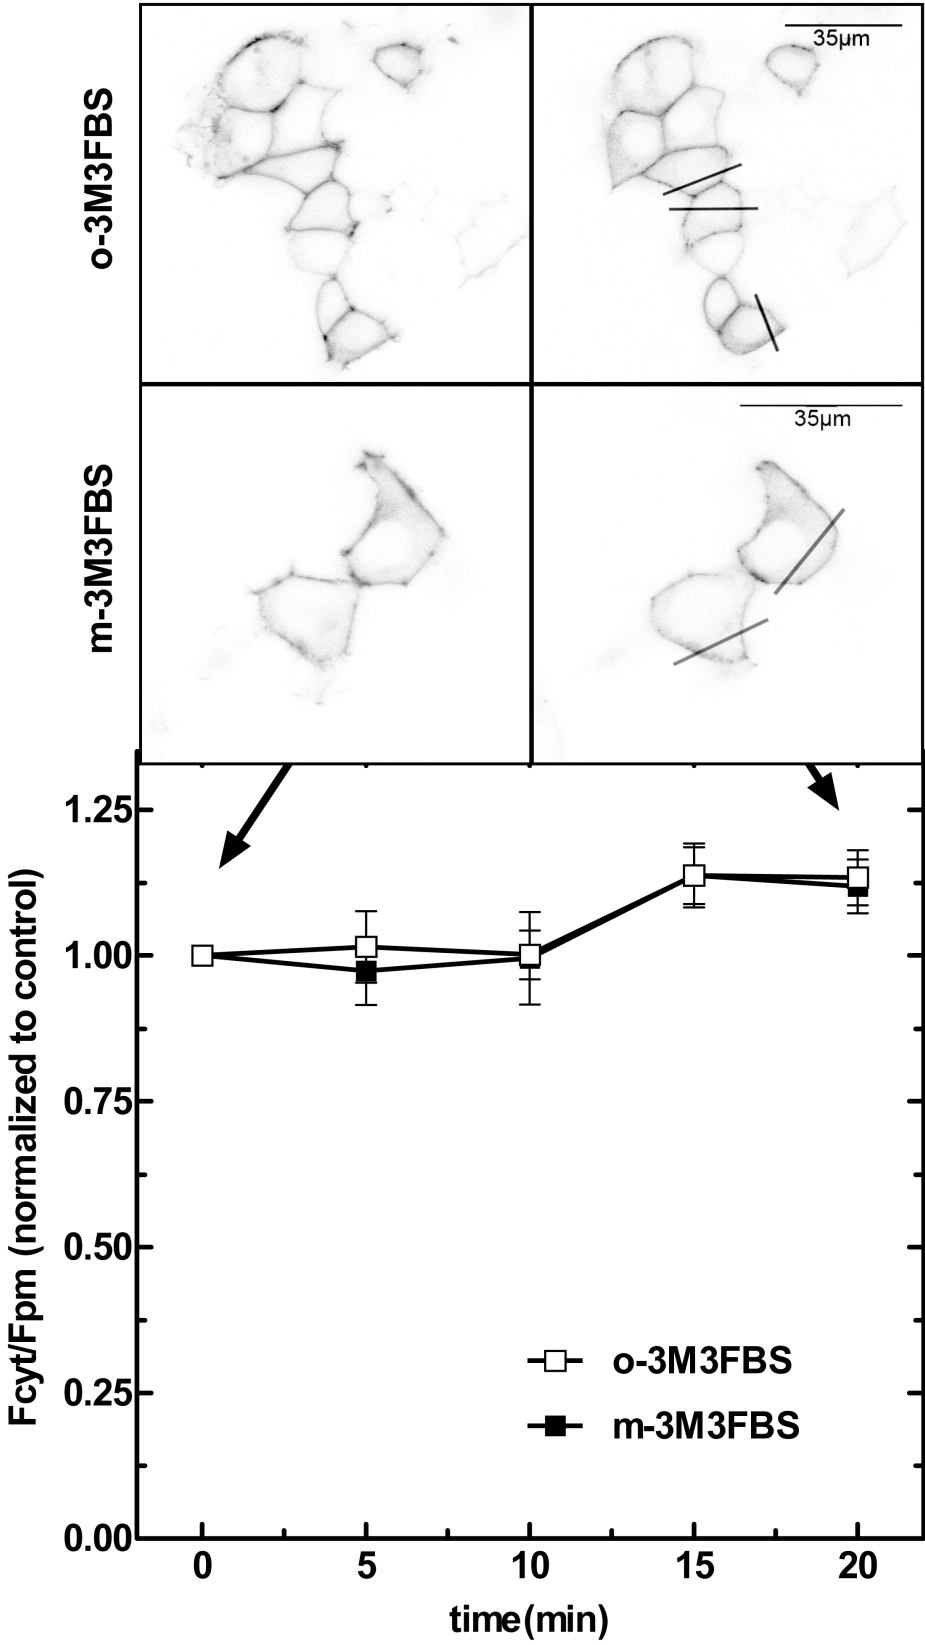 o-3M3FBS
35µm
m-3M3FBS
35µm
Fcyt/Fpm (normalized to control)
1.25
1.00
0.75
0.50
0.25
0.00
o-3M3FBS
m-3M3FBS
0 5 10 15 20
time(min)